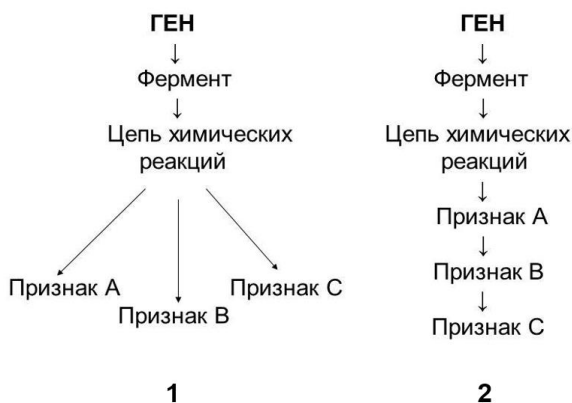 ГЕН
↓
Фермент
↓
Цепь химических
реакций
Признак А
Признак В
Признак С
1
ГЕН
↓
Фермент
↓
Цепь химических
реакций
↓
Признак А
↓
Признак В
↓
Признак С
2